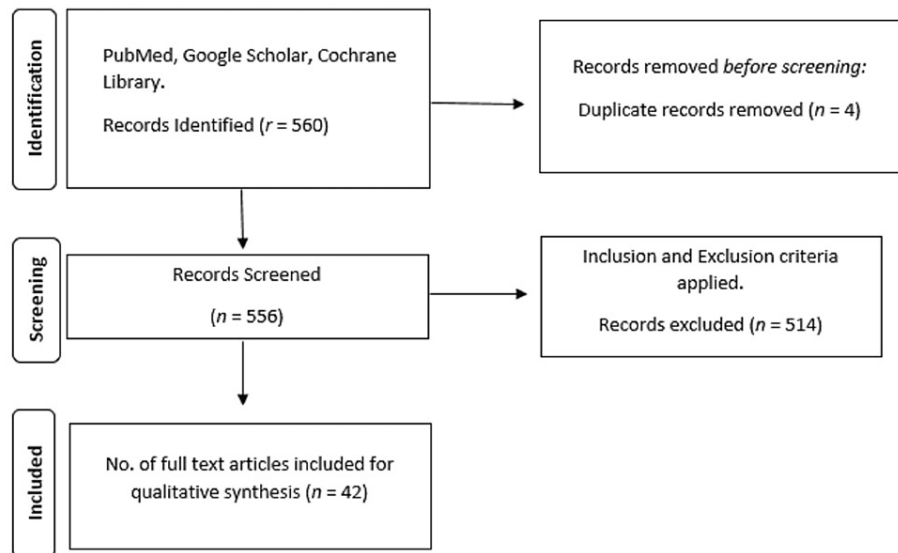 Identification
PubMed, Google Scholar, Cochrane
Library.
Records Identified (r = 560)
Records removed before screening:
Duplicate records removed (n = 4)
Screening
Records Screened
(n = 556)
Inclusion and Exclusion criteria
applied.
Records excluded (n = 514)
Included
No. of full text articles included for
qualitative synthesis (n = 42)